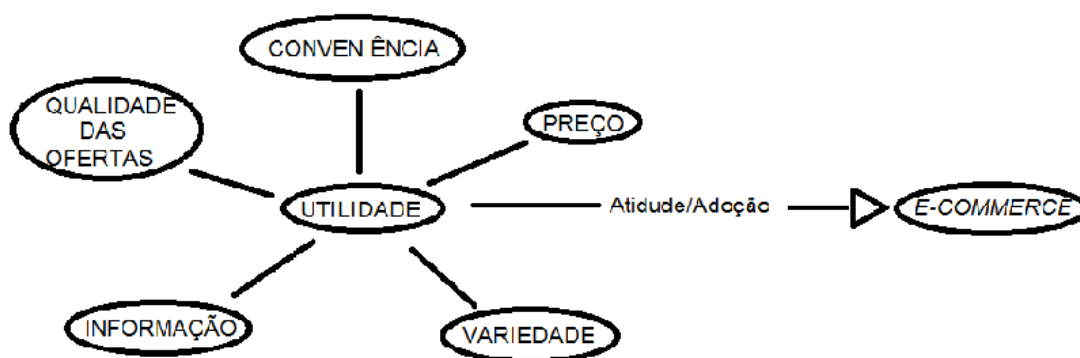 CONVEN ÊNCIA
QUALIDADE
DAS
OFERTAS
PREÇO
UTILIDADE
Atidude/Adoção
E-COMMERCE
INFORMAÇÃO
VARIEDADE